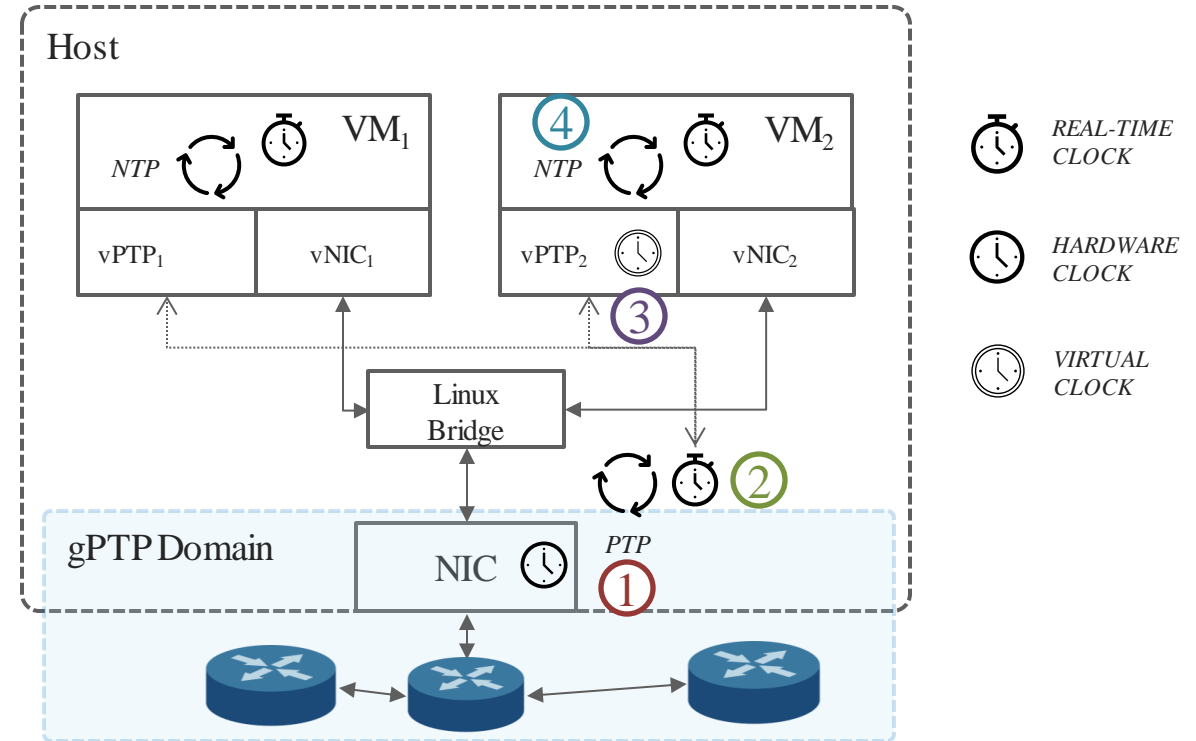 Host
VM1
NTP
vPTP1
vNIC1
4
VM2
NTP
vPTP2
vNIC2
3
Linux
Bridge
2
gPTP Domain
NIC
PTP
1
REAL-TIME
CLOCK
HARDWARE
CLOCK
VIRTUAL
CLOCK